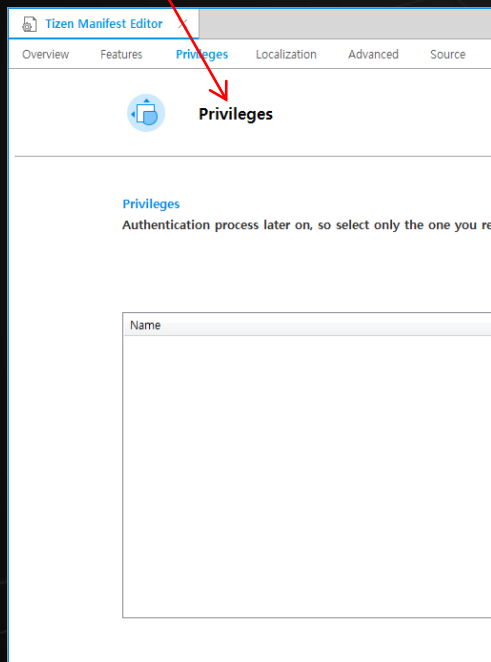 Tizen Manifest Editor
Overview Features Privileges Localization Advanced Source
Privileges
Privileges
Authentication process later on, so select only the one you re
Name